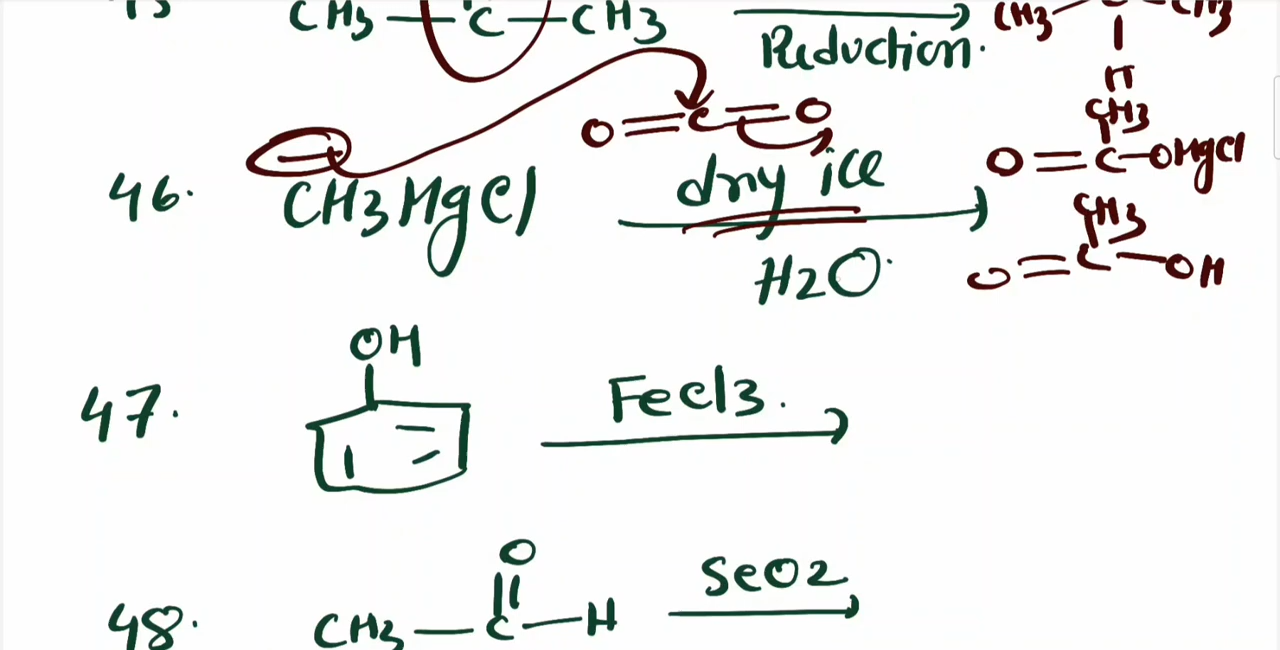 CH3 — C — CH3 → CH3 CH3
Reduction.
H
O = C = O
CH3
O = C — OMgCl
46. CH3MgCl dry ice →
H2O.
CH3
O = C — OH
OH
47. FeCl3. →
O
||
48. CH3 — C — H SeO2 →